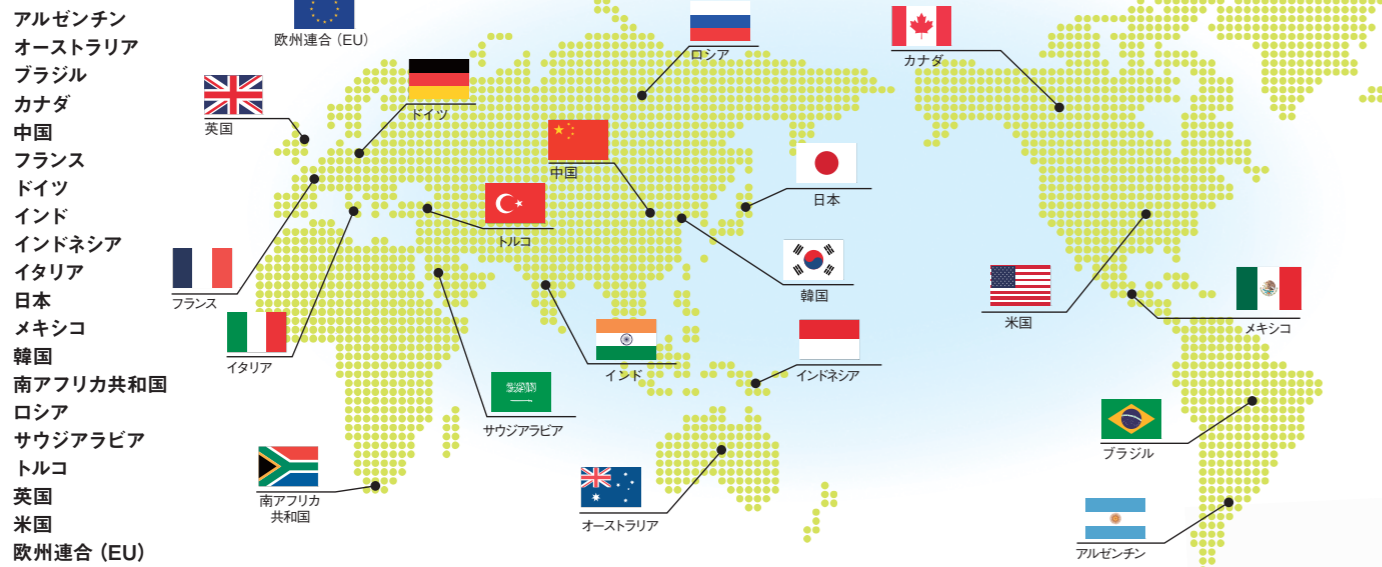 アルゼンチン
オーストラリア
ブラジル
カナダ
中国
フランス
ドイツ
インド
インドネシア
イタリア
日本
メキシコ
韓国
南アフリカ共和国
ロシア
サウジアラビア
トルコ
英国
米国
欧州連合（EU）
欧州連合（EU）
ロシア
カナダ
英国
ドイツ
中国
日本
トルコ
韓国
フランス
米国
メキシコ
イタリア
インド
インドネシア
サウジアラビア
ブラジル
南アフリカ
共和国
オーストラリア
アルゼンチン